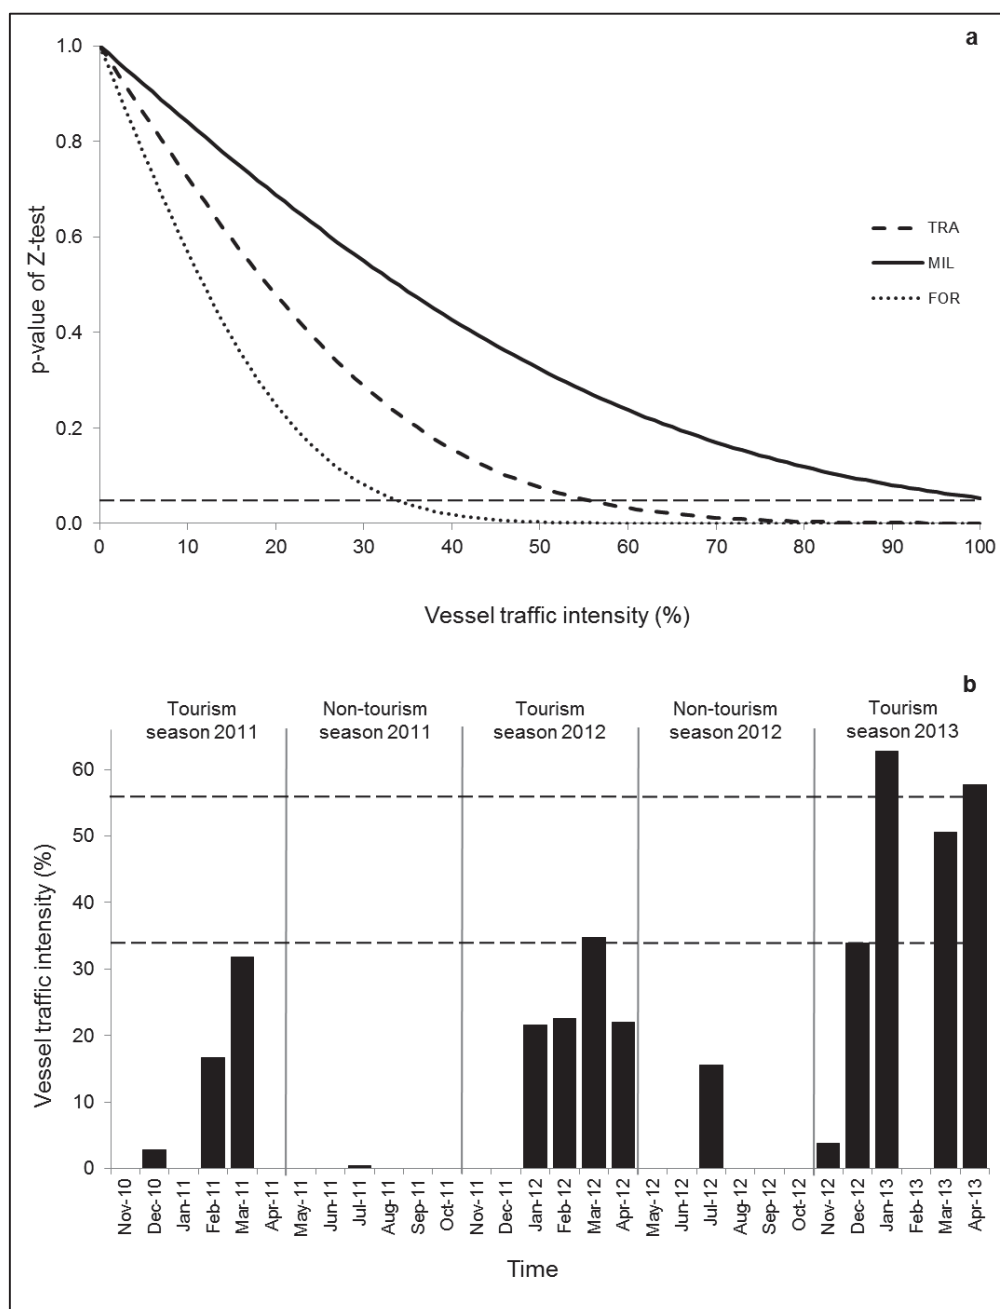 a
1.0
0.8
0.6
0.4
0.2
0.0
p-value of Z-test
TRA
MIL
FOR
0 10 20 30 40 50 60 70 80 90 100
Vessel traffic intensity (%)
b
Tourism
season 2011
Non-tourism
season 2011
Tourism
season 2012
Non-tourism
season 2012
Tourism
season 2013
60
50
40
30
20
10
0
Vessel traffic intensity (%)
Nov-10
Dec-10
Jan-11
Feb-11
Mar-11
Apr-11
May-11
Jun-11
Jul-11
Aug-11
Sep-11
Oct-11
Nov-11
Dec-11
Jan-12
Feb-12
Mar-12
Apr-12
May-12
Jun-12
Jul-12
Aug-12
Sep-12
Oct-12
Nov-12
Dec-12
Jan-13
Feb-13
Mar-13
Apr-13
Time